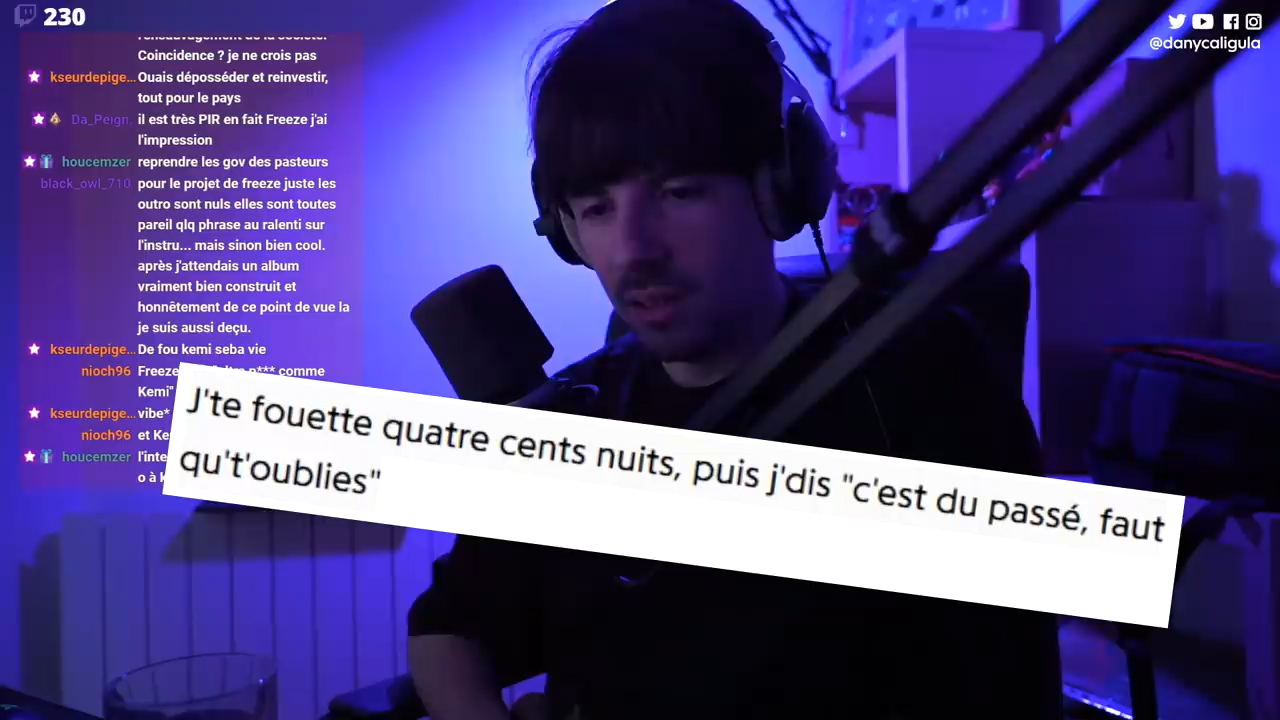 230
@danycaligula
l'ensauvagement de la société.
Coincidence ? je ne crois pas
kseurdepige... Ouais déposséder et reinvestir,
tout pour le pays
Da_Peign. il est très PIR en fait Freeze j'ai
l'impression
houcemzer reprendre les gov des pasteurs
black_owl_710 pour le projet de freeze juste les
outro sont nuls elles sont toutes
pareil qlq phrase au ralenti sur
l'instru... mais sinon bien cool.
après j'attendais un album
vraiment bien construit et
honnêtement de ce point de vue la
je suis aussi deçu.
kseurdepige... De fou kemi seba vie
nioch96 Freeze comme
Kemi"
kseurdepige... vibe*
nioch96 et Ke
houcemzer l'inte
o à k
J'te fouette quatre cents nuits, puis j'dis "c'est du passé, faut
qu't'oublies"